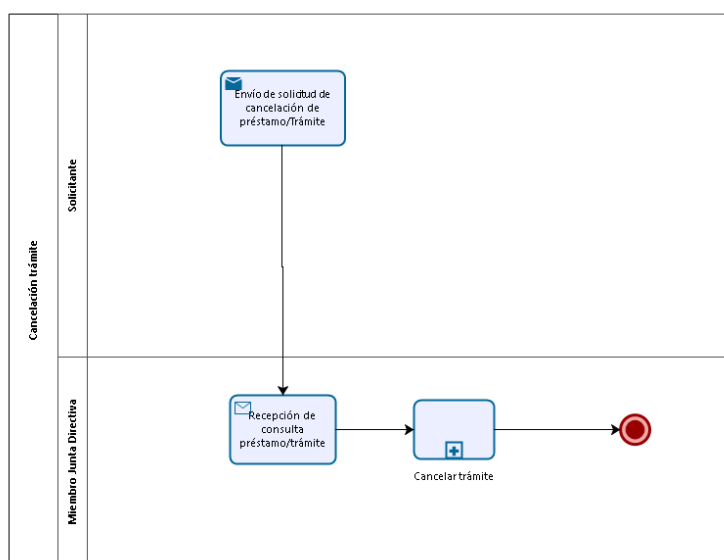 Cancelación trámite
Solicitante
Envío de solicitud de
cancelación de
préstamo/Trámite
Miembro Junta Directiva
Recepción de
consulta
préstamo/trámite
Cancelar trámite